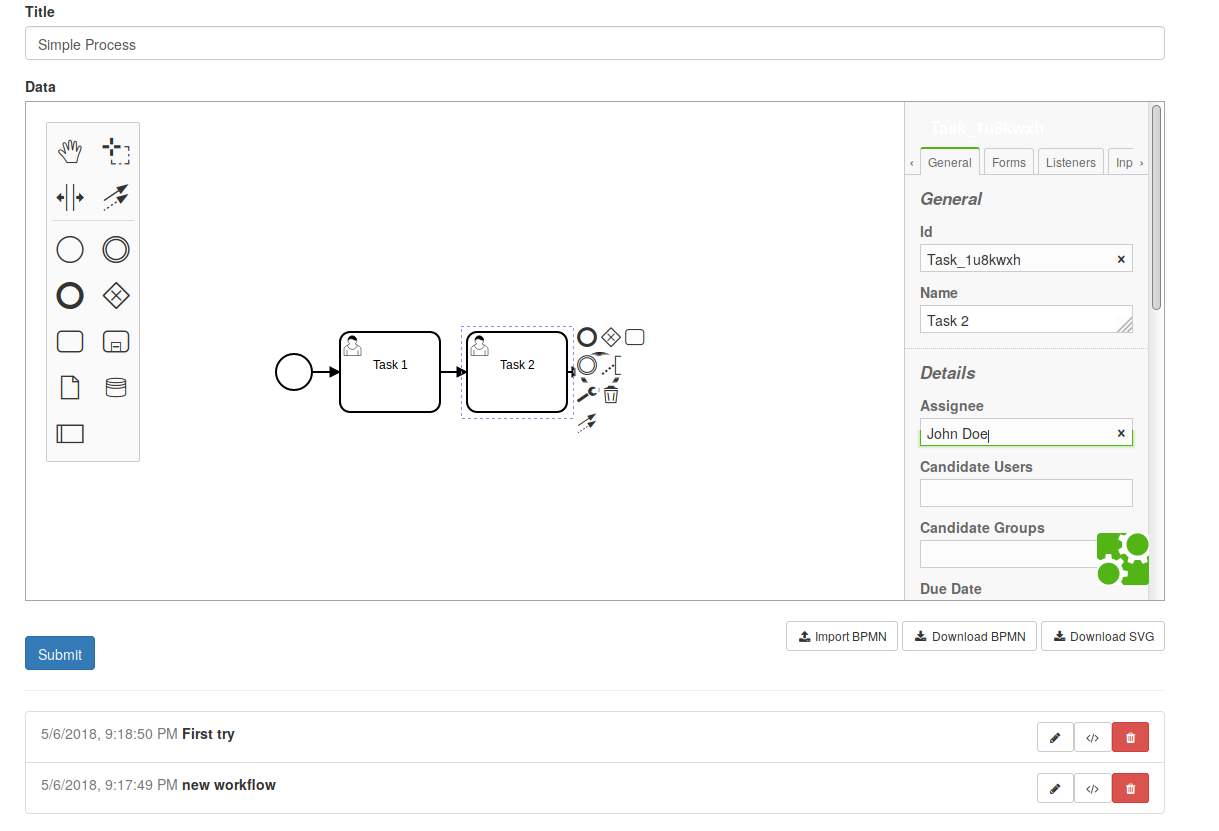 Title
Simple Process
Data
Task_1u8kwxh
‹ General Forms Listeners Inp ›
General
Id
Task_1u8kwxh ×
Name
Task 2
Details
Assignee
John Doe ×
Candidate Users
Candidate Groups
Due Date
Task 1
Task 2
Import BPMN
Download BPMN
Download SVG
Submit
5/6/2018, 9:18:50 PM First try
</>
5/6/2018, 9:17:49 PM new workflow
</>